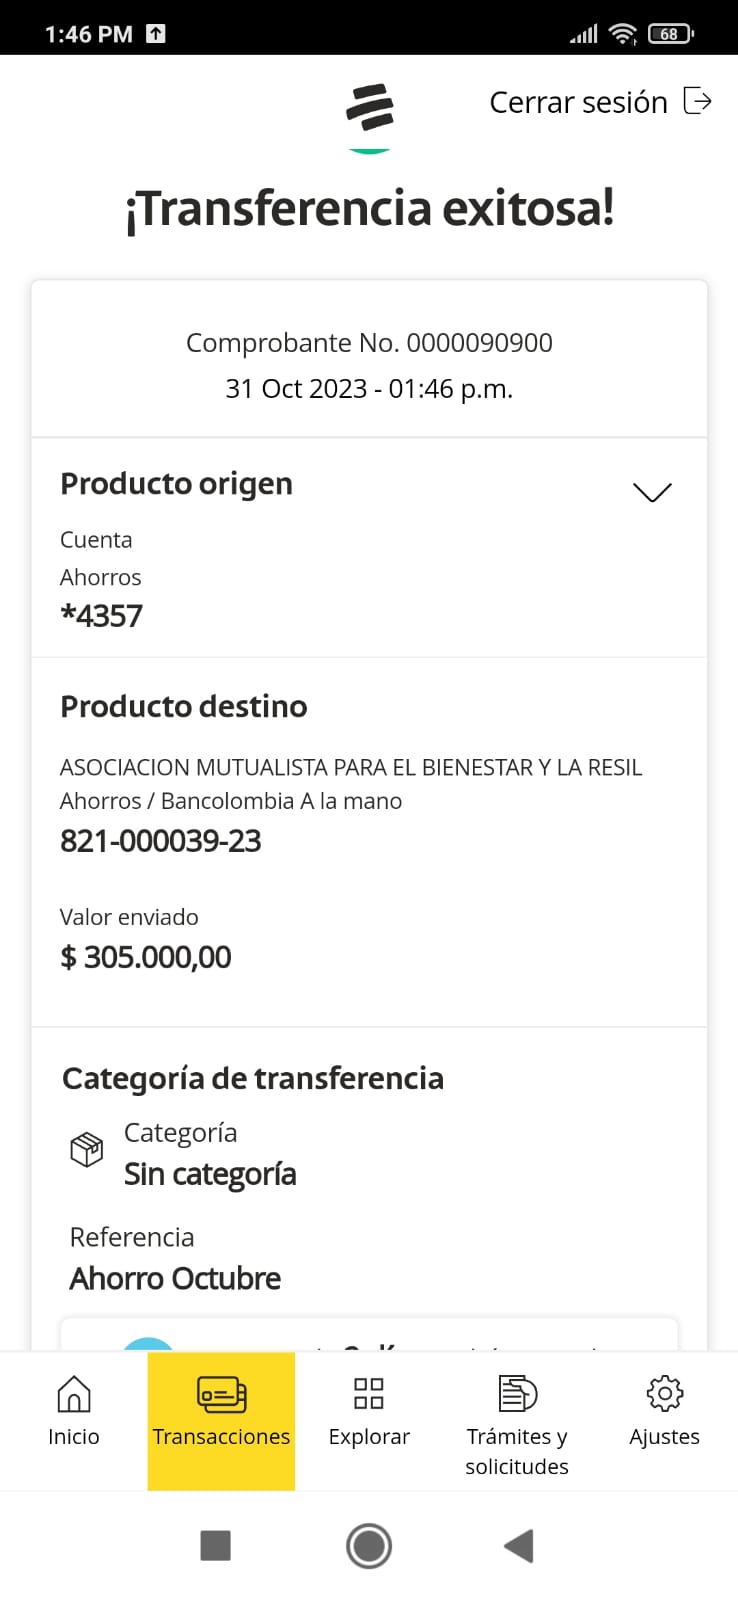 1:46 PM
68
Cerrar sesión
¡Transferencia exitosa!
Comprobante No. 0000090900
31 Oct 2023 - 01:46 p.m.
Producto origen
Cuenta
Ahorros
*4357
Producto destino
ASOCIACION MUTUALISTA PARA EL BIENESTAR Y LA RESIL
Ahorros / Bancolombia A la mano
821-000039-23
Valor enviado
$ 305.000,00
Categoría de transferencia
Categoría
Sin categoría
Referencia
Ahorro Octubre
Inicio
Transacciones
Explorar
Trámites y
solicitudes
Ajustes